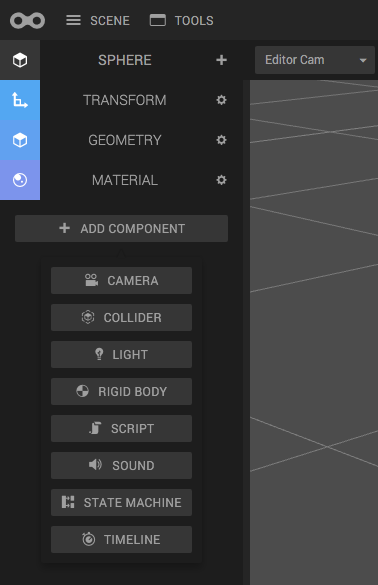 SCENE
TOOLS
SPHERE
Editor Cam
TRANSFORM
GEOMETRY
MATERIAL
ADD COMPONENT
CAMERA
COLLIDER
LIGHT
RIGID BODY
SCRIPT
SOUND
STATE MACHINE
TIMELINE